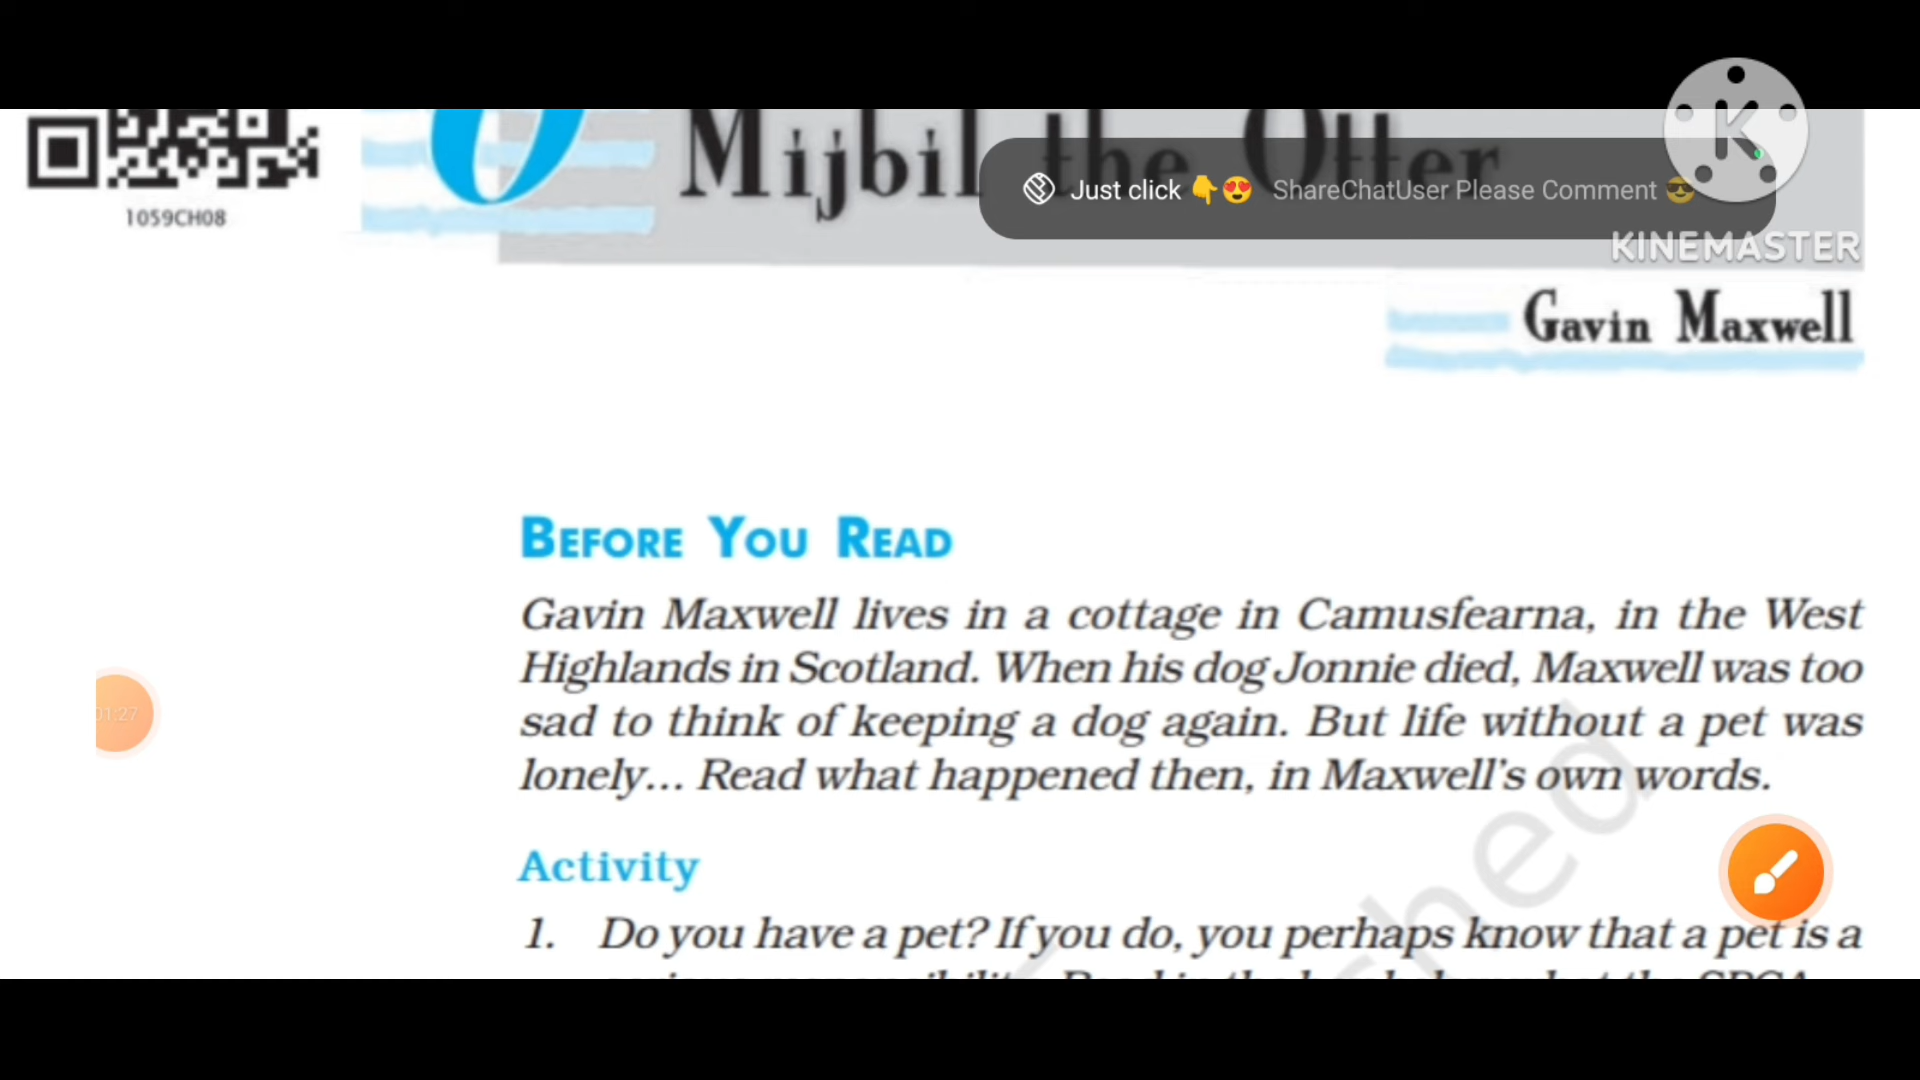 Mijbil the Otter
Just click 👇😍 ShareChatUser Please Comment 😎
K
KINEMASTER
1059CH08
Gavin Maxwell
BEFORE YOU READ
Gavin Maxwell lives in a cottage in Camusfearna, in the West
Highlands in Scotland. When his dog Jonnie died, Maxwell was too
sad to think of keeping a dog again. But life without a pet was
lonely... Read what happened then, in Maxwell's own words.
01:27
Activity
1. Do you have a pet? If you do, you perhaps know that a pet is a